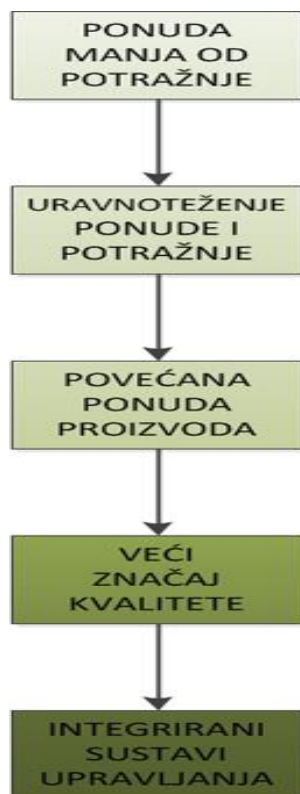 PONUDA
MANJA OD
POTRAŽNJE
URAVNOTEŽENJE
PONUDE I
POTRAŽNJE
POVEĆANA
PONUDA
PROIZVODA
VEĆI
ZNAČAJ
KVALITETE
INTEGRIRANI
SUSTAVI
UPRAVLJANJA